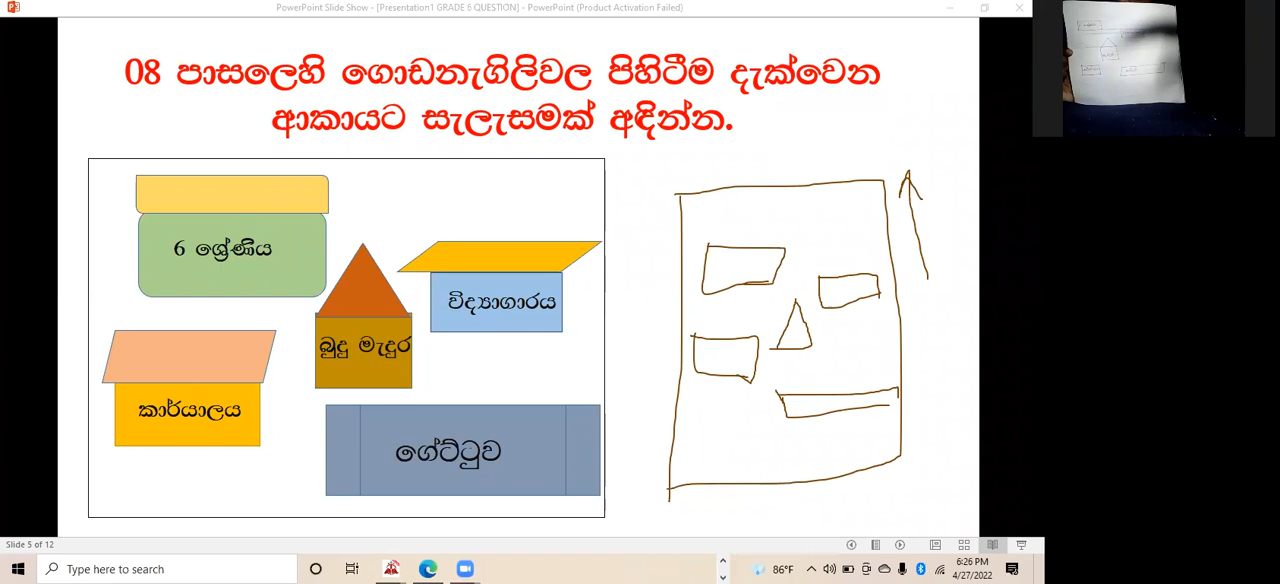 PowerPoint Slide Show - [Presentation1 GRADE 6 QUESTION] - PowerPoint (Product Activation Failed)
08 පාසලෙහි ගොඩනැගිලිවල පිහිටීම දැක්වෙන
ආකායට සැලැසමක් අඳින්න.
6 ශ්‍රේණිය
විද්‍යාගාරය
බුදු මැදුර
කාර්යාලය
ගේට්ටුව
Slide 5 of 12
Type here to search
86°F
6:26 PM
4/27/2022